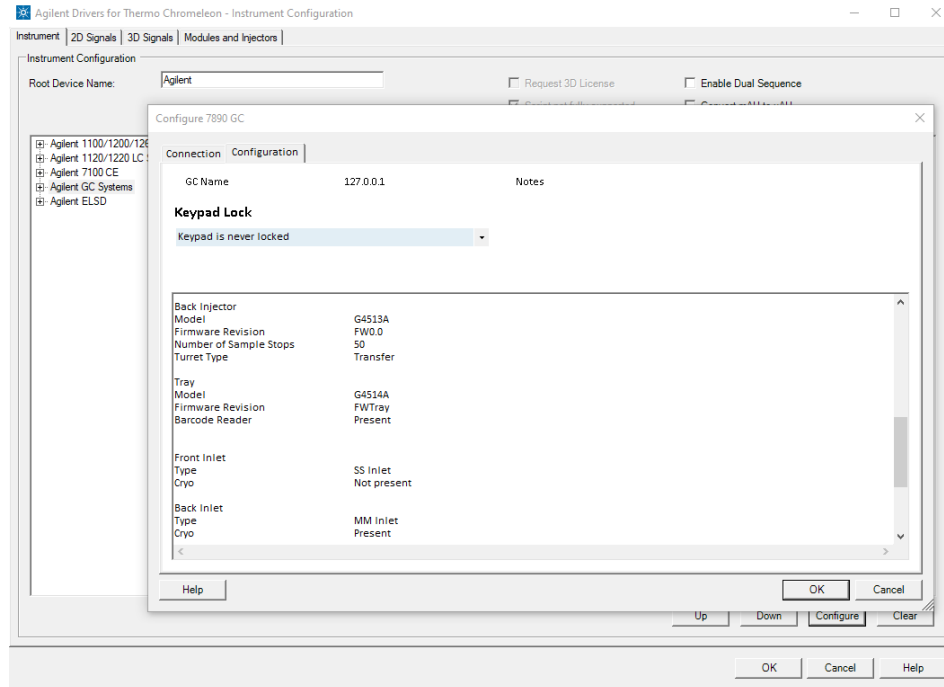 Agilent Drivers for Thermo Chromeleon - Instrument Configuration
Instrument 2D Signals 3D Signals Modules and Injectors
Instrument Configuration
Root Device Name: Agilent Request 3D License Enable Dual Sequence
Configure 7890 GC
Agilent 1100/1200/126
Agilent 1120/1220 LC
Agilent 7100 CE
Agilent GC Systems
Agilent ELSD
Connection Configuration
GC Name 127.0.0.1 Notes
Keypad Lock
Keypad is never locked
Back Injector
Model G4513A
Firmware Revision FW0.0
Number of Sample Stops 50
Turret Type Transfer
Tray
Model G4514A
Firmware Revision FWTray
Barcode Reader Present
Front Inlet
Type SS Inlet
Cryo Not present
Back Inlet
Type MM Inlet
Cryo Present
Help OK Cancel
Up Down Configure Clear
OK Cancel Help